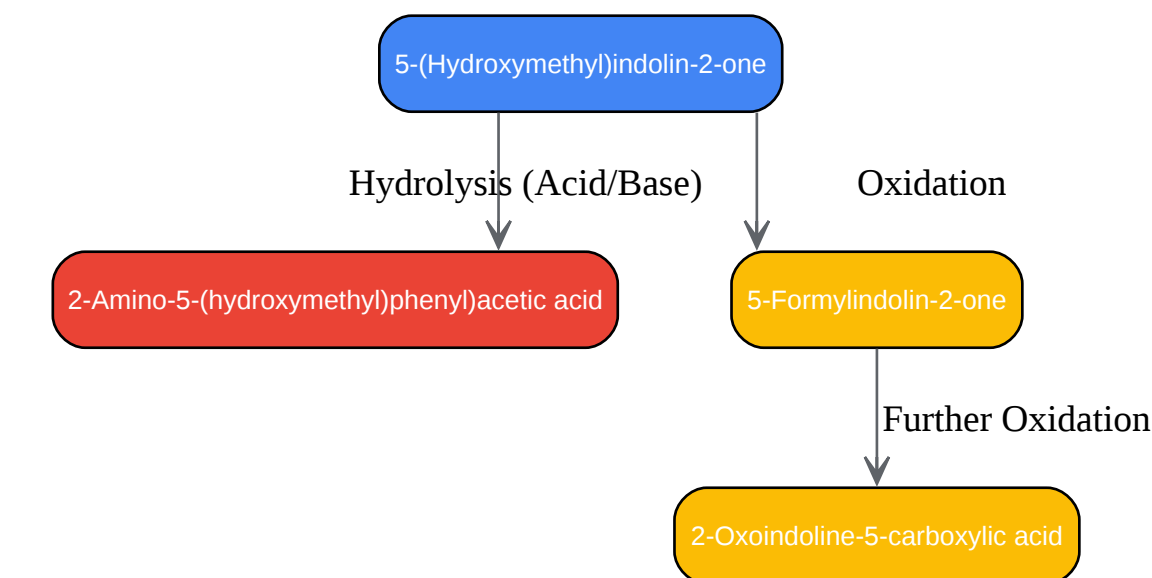 5-(Hydroxymethyl)indolin-2-one
Hydrolysis (Acid/Base)
Oxidation
2-Amino-5-(hydroxymethyl)phenyl)acetic acid
5-Formylindolin-2-one
Further Oxidation
2-Oxoindoline-5-carboxylic acid